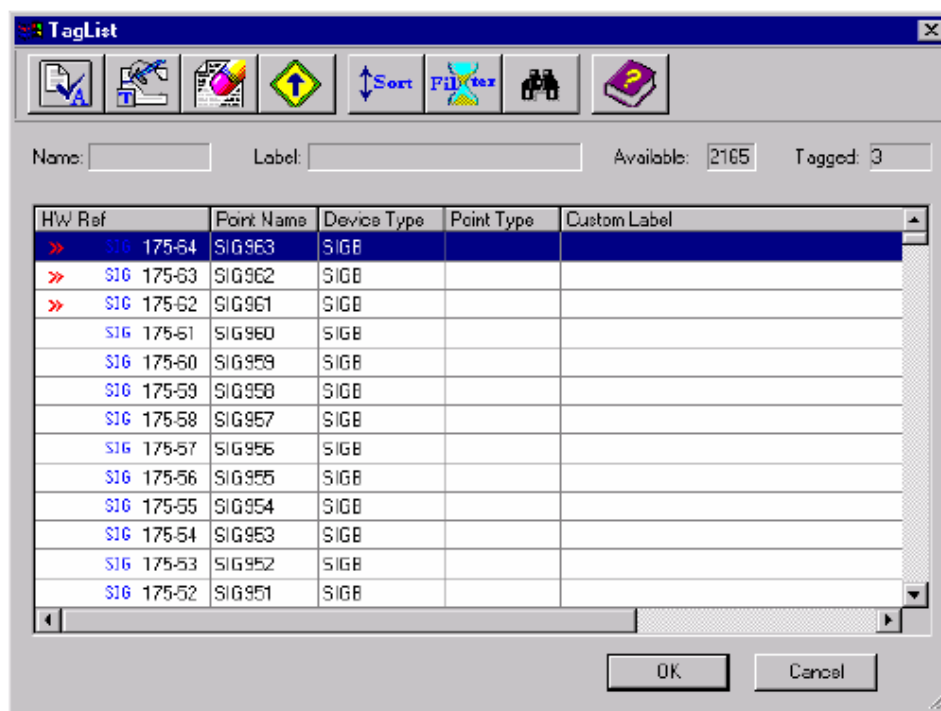 TagList
A
T
Sort
Filter
?
Name: Label: Available: 2165 Tagged: 3
HW Ref Point Name Device Type Point Type Custom Label
» SIG 175-64 SIG963 SIGB
» SIG 175-63 SIG962 SIGB
» SIG 175-62 SIG961 SIGB
SIG 175-61 SIG960 SIGB
SIG 175-60 SIG959 SIGB
SIG 175-59 SIG958 SIGB
SIG 175-58 SIG957 SIGB
SIG 175-57 SIG956 SIGB
SIG 175-56 SIG955 SIGB
SIG 175-55 SIG954 SIGB
SIG 175-54 SIG953 SIGB
SIG 175-53 SIG952 SIGB
SIG 175-52 SIG951 SIGB
OK Cancel